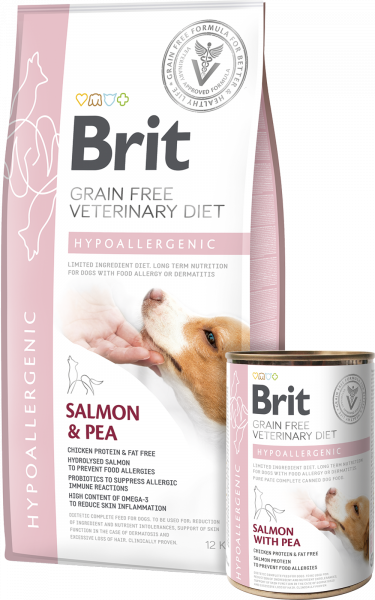 GRAIN FREE FORMULA FOR BETTER & HEALTHY LIFE
VETERINARY APPROVED FORMULA
Brit
GRAIN FREE
VETERINARY DIET
HYPOALLERGENIC
LIMITED INGREDIENT DIET. LONG TERM NUTRITION
FOR DOGS WITH FOOD ALLERGY OR DERMATITIS
HYPOALLERGENIC
SALMON
& PEA
CHICKEN PROTEIN & FAT FREE
HYDROLYSED SALMON
TO PREVENT FOOD ALLERGIES
PROBIOTICS TO SUPPRESS ALLERGIC
IMMUNE REACTIONS
HIGH CONTENT OF OMEGA-3
TO REDUCE SKIN INFLAMMATION
DIETETIC COMPLETE FEED FOR DOGS. TO BE USED FOR: REDUCTION
OF INGREDIENT AND NUTRIENT INTOLERANCES, SUPPORT OF SKIN
FUNCTION IN THE CASE OF DERMATOSIS AND
EXCESSIVE LOSS OF HAIR. CLINICALLY PROVEN.
12 K
Brit
GRAIN FREE
VETERINARY DIET
HYPOALLERGENIC
LIMITED INGREDIENT DIET. LONG TERM NUTRITION
FOR DOGS WITH FOOD ALLERGY OR DERMATITIS
PURE PATE COMPLETE CANNED DOG FOOD.
SALMON
WITH PEA
CHICKEN PROTEIN & FAT FREE
SALMON PROTEIN
TO PREVENT FOOD ALLERGIES